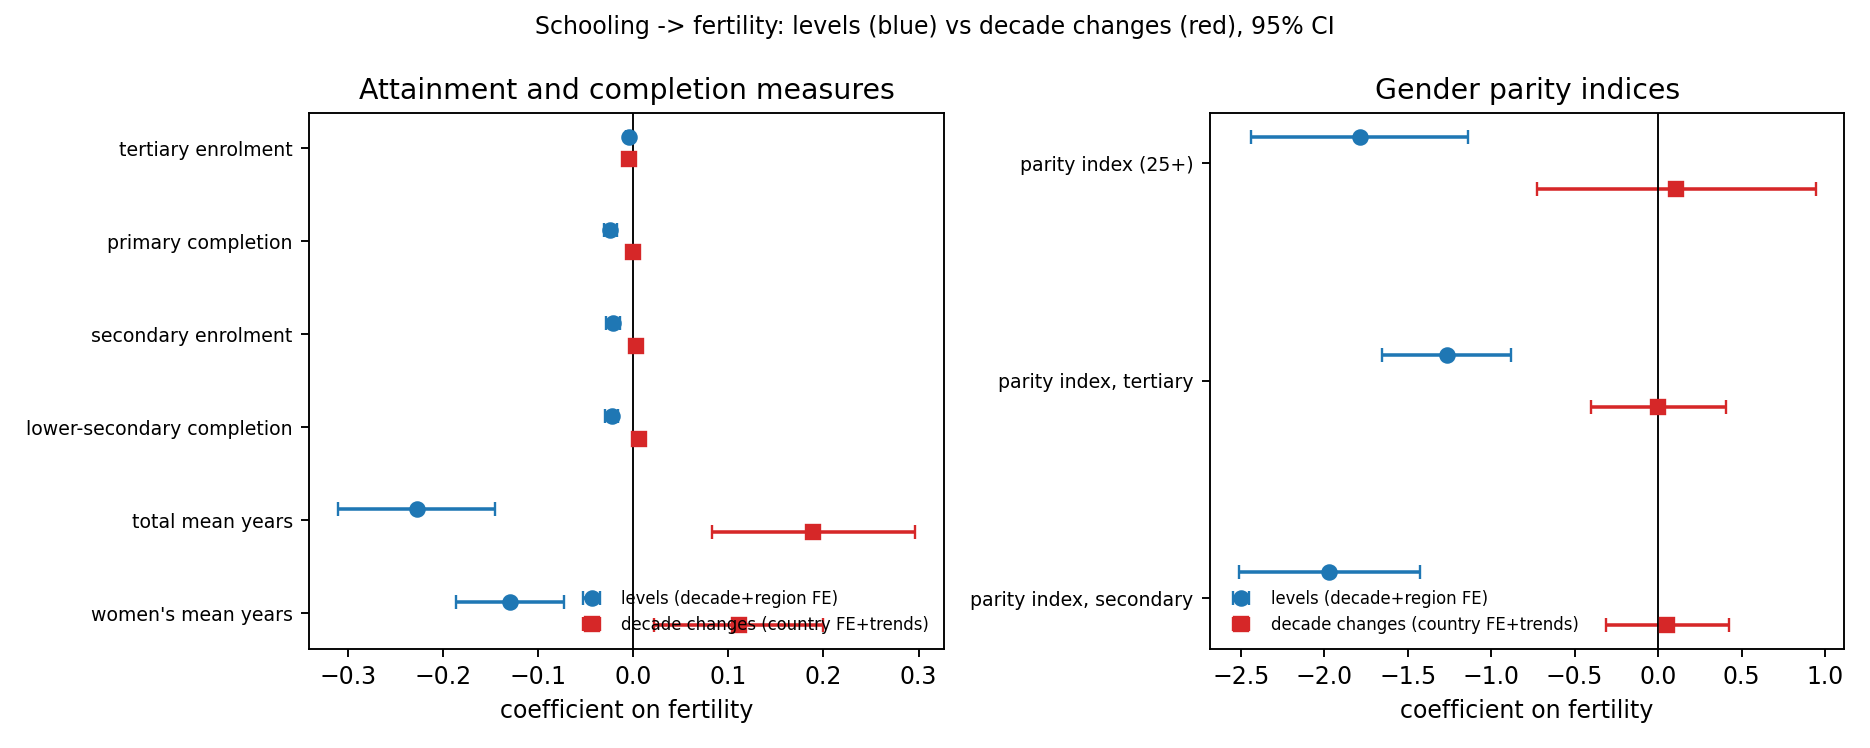 Schooling -> fertility: levels (blue) vs decade changes (red), 95% CI
Attainment and completion measures
tertiary enrolment
primary completion
secondary enrolment
lower-secondary completion
total mean years
women's mean years
levels (decade+region FE)
decade changes (country FE+trends)
−0.3 −0.2 −0.1 0.0 0.1 0.2 0.3
coefficient on fertility
Gender parity indices
parity index (25+)
parity index, tertiary
parity index, secondary
levels (decade+region FE)
decade changes (country FE+trends)
−2.5 −2.0 −1.5 −1.0 −0.5 0.0 0.5 1.0
coefficient on fertility